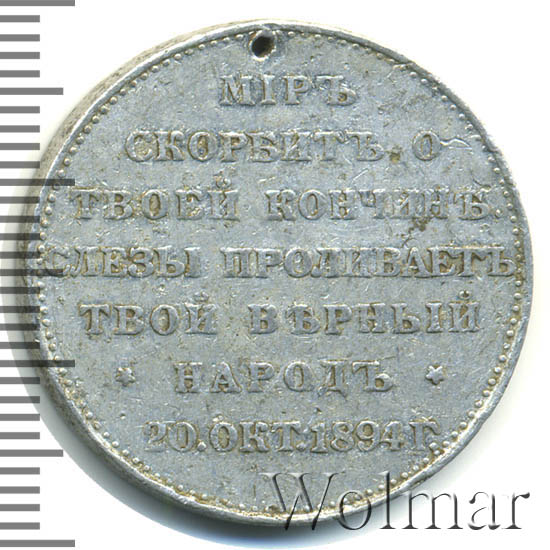 МІРЪ
СКОРБИТЪ О
ТВОЕЙ КОНЧИНѢ.
СЛЕЗЫ ПРОЛИВАЕТЪ
ТВОЙ ВѢРНЫЙ
* НАРОДЪ *
20.ОКТ.1894 Г.
Wolmar